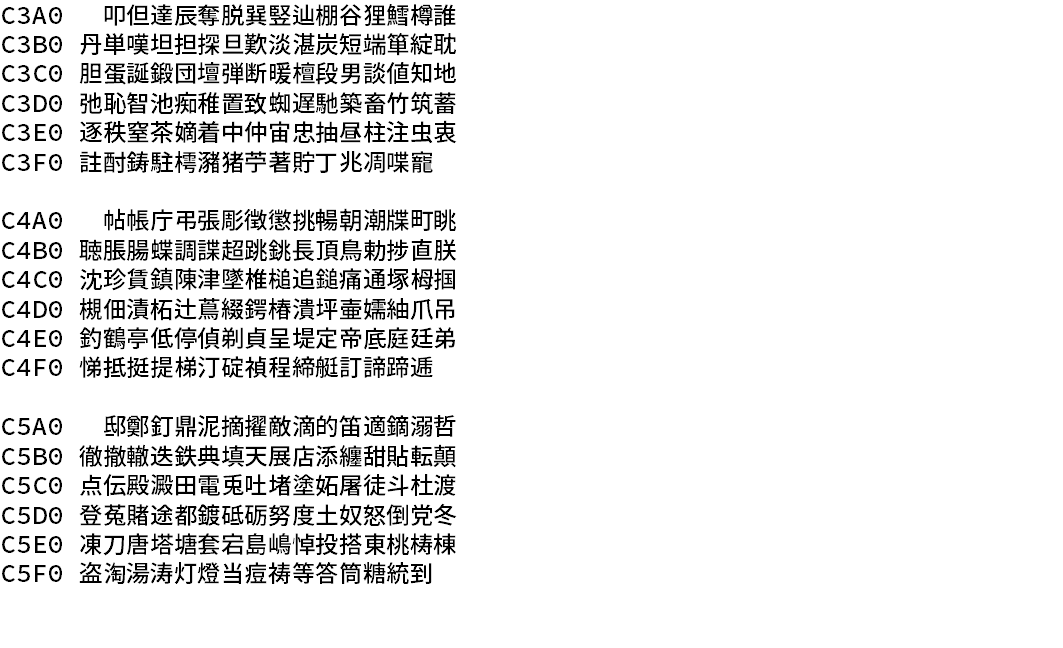 C3A0 叩但達辰奪脱巽竪辿棚谷狸鱈樽誰
C3B0 丹単嘆坦担探旦歎淡湛炭短端箪綻耽
C3C0 胆蛋誕鍛団壇弾断暖檀段男談値知地
C3D0 弛恥智池痴稚置致蜘遅馳築畜竹筑蓄
C3E0 逐秩窒茶嫡着中仲宙忠抽昼柱注虫衷
C3F0 註酎鋳駐樗瀦猪苧著貯丁兆凋喋寵
C4A0 帖帳庁弔張彫徴懲挑暢朝潮牒町眺
C4B0 聴脹腸蝶調諜超跳銚長頂鳥勅捗直朕
C4C0 沈珍賃鎮陳津墜椎槌追鎚痛通塚栂掴
C4D0 槻佃漬柘辻蔦綴鍔椿潰坪壷嬬紬爪吊
C4E0 釣鶴亭低停偵剃貞呈堤定帝底庭廷弟
C4F0 悌抵挺提梯汀碇禎程締艇訂諦蹄逓
C5A0 邸鄭釘鼎泥摘擢敵滴的笛適鏑溺哲
C5B0 徹撤轍迭鉄典填天展店添纏甜貼転顛
C5C0 点伝殿澱田電兎吐堵塗妬屠徒斗杜渡
C5D0 登菟賭途都鍍砥砺努度土奴怒倒党冬
C5E0 凍刀唐塔塘套宕島嶋悼投搭東桃梼棟
C5F0 盗淘湯涛灯燈当痘祷等答筒糖統到